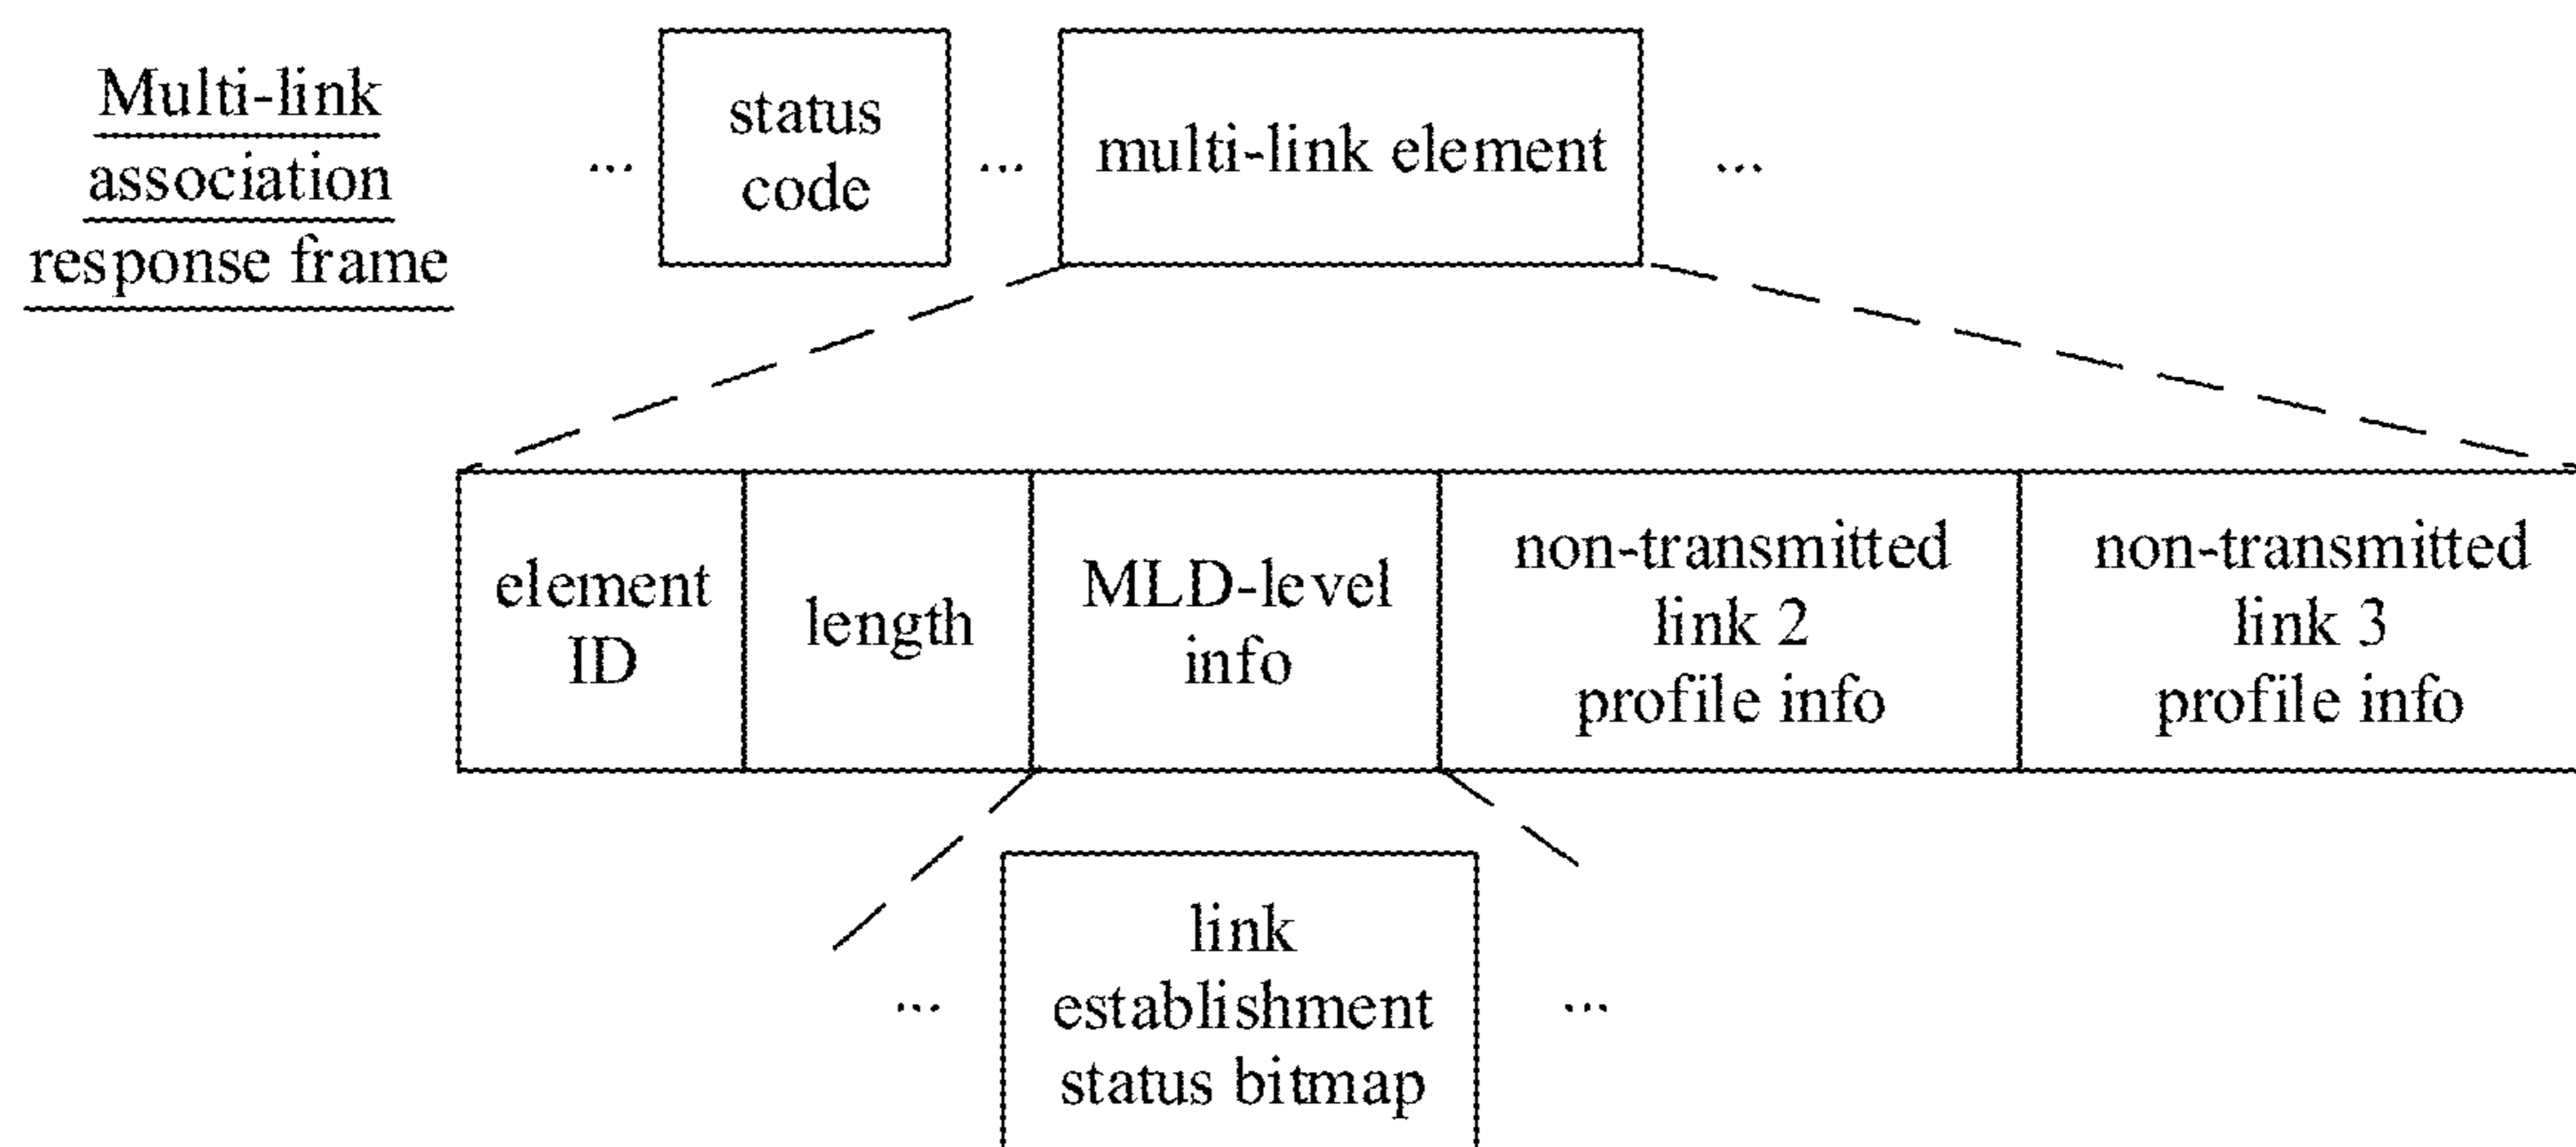 Multi-link
association
response frame
...
status
code
...
multi-link element
...
element
ID
length
MLD-level
info
non-transmitted
link 2
profile info
non-transmitted
link 3
profile info
...
link
establishment
status bitmap
...